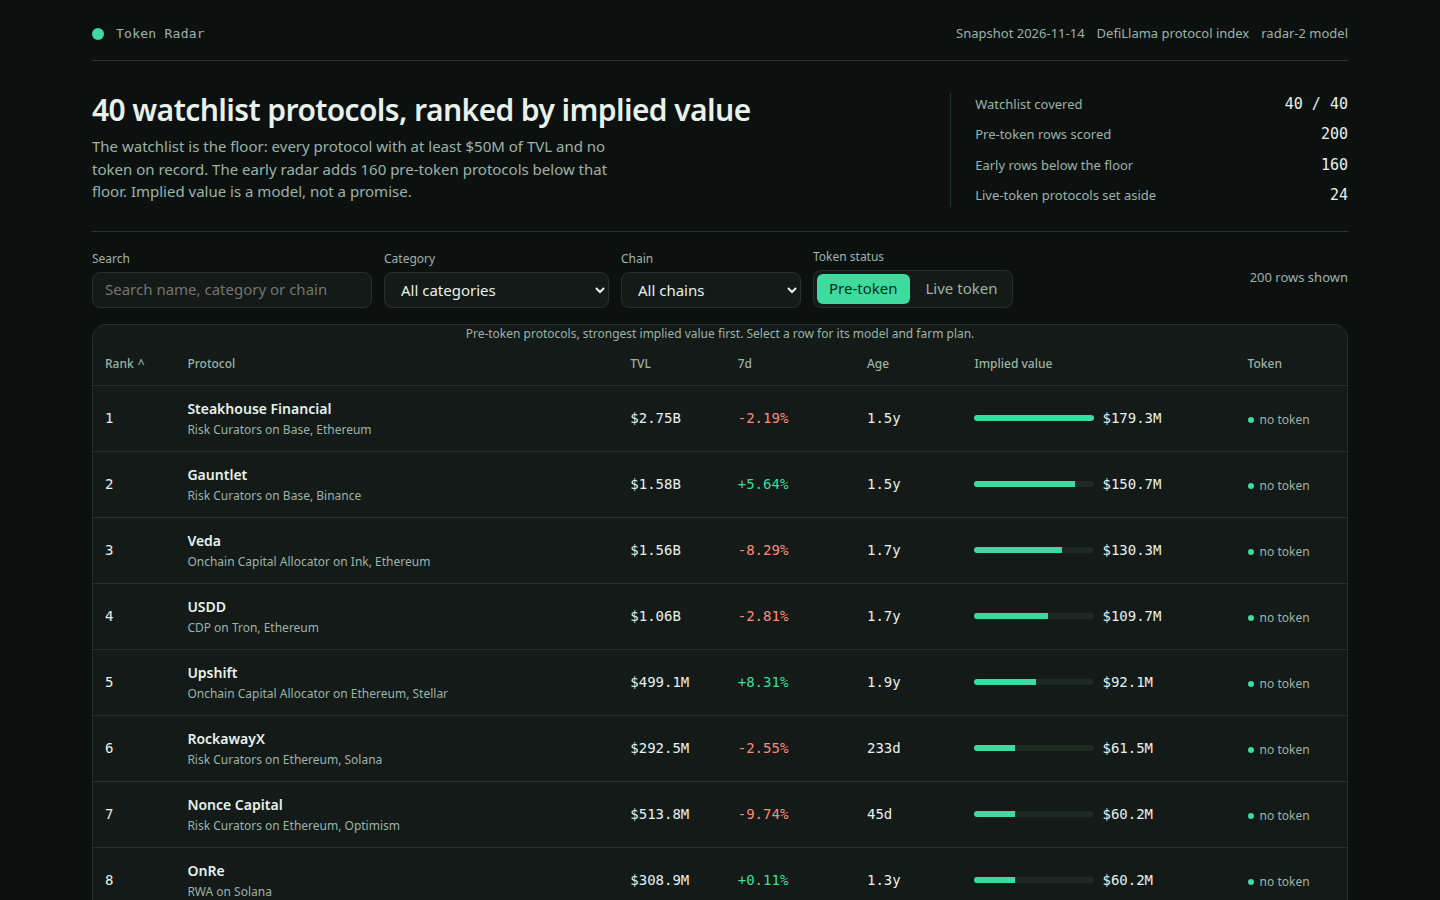 Token Radar
Snapshot 2026-11-14 DefiLlama protocol index radar-2 model
40 watchlist protocols, ranked by implied value
The watchlist is the floor: every protocol with at least $50M of TVL and no
token on record. The early radar adds 160 pre-token protocols below that
floor. Implied value is a model, not a promise.
Watchlist covered 40 / 40
Pre-token rows scored 200
Early rows below the floor 160
Live-token protocols set aside 24
Search
Category
Chain
Token status
Search name, category or chain
All categories
All chains
Pre-token
Live token
200 rows shown
Pre-token protocols, strongest implied value first. Select a row for its model and farm plan.
Rank ^ Protocol TVL 7d Age Implied value Token
1 Steakhouse Financial $2.75B -2.19% 1.5y $179.3M no token
Risk Curators on Base, Ethereum
2 Gauntlet $1.58B +5.64% 1.5y $150.7M no token
Risk Curators on Base, Binance
3 Veda $1.56B -8.29% 1.7y $130.3M no token
Onchain Capital Allocator on Ink, Ethereum
4 USDD $1.06B -2.81% 1.7y $109.7M no token
CDP on Tron, Ethereum
5 Upshift $499.1M +8.31% 1.9y $92.1M no token
Onchain Capital Allocator on Ethereum, Stellar
6 RockawayX $292.5M -2.55% 233d $61.5M no token
Risk Curators on Ethereum, Solana
7 Nonce Capital $513.8M -9.74% 45d $60.2M no token
Risk Curators on Ethereum, Optimism
8 OnRe $308.9M +0.11% 1.3y $60.2M no token
RWA on Solana